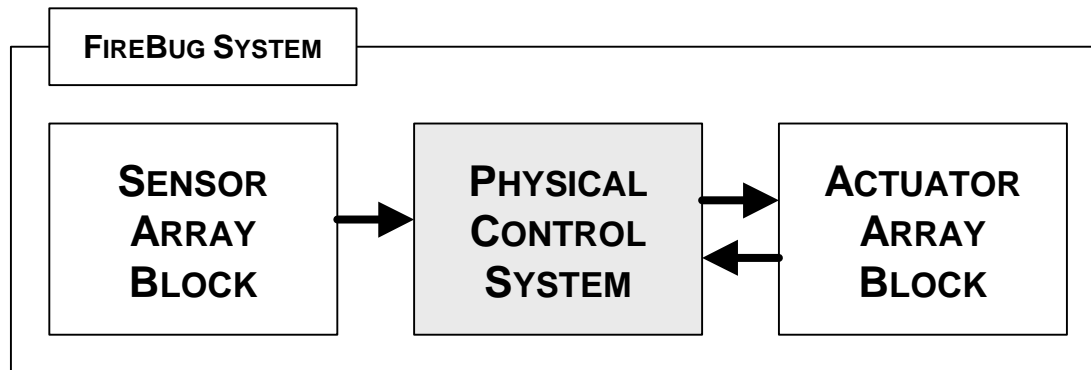 FIREBUG SYSTEM
SENSOR
ARRAY
BLOCK
PHYSICAL
CONTROL
SYSTEM
ACTUATOR
ARRAY
BLOCK